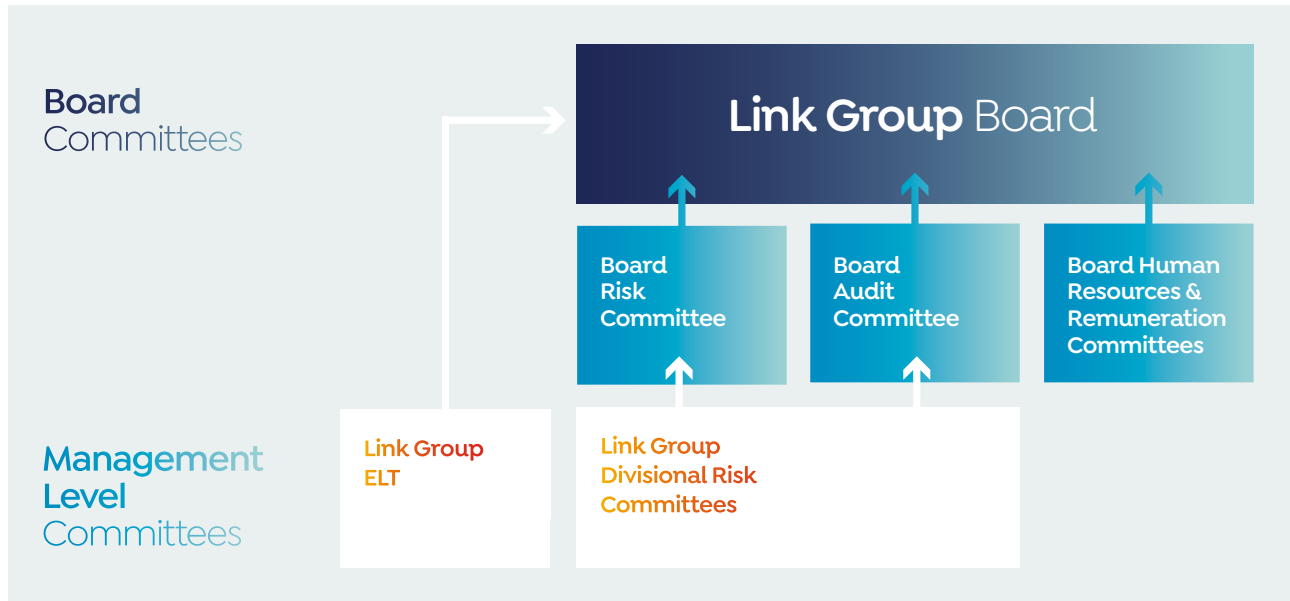 Board
Committees
Link Group Board
Board
Risk
Committee
Board
Audit
Committee
Board Human
Resources &
Remuneration
Committees
Management
Level
Committees
Link Group
ELT
Link Group
Divisional Risk
Committees